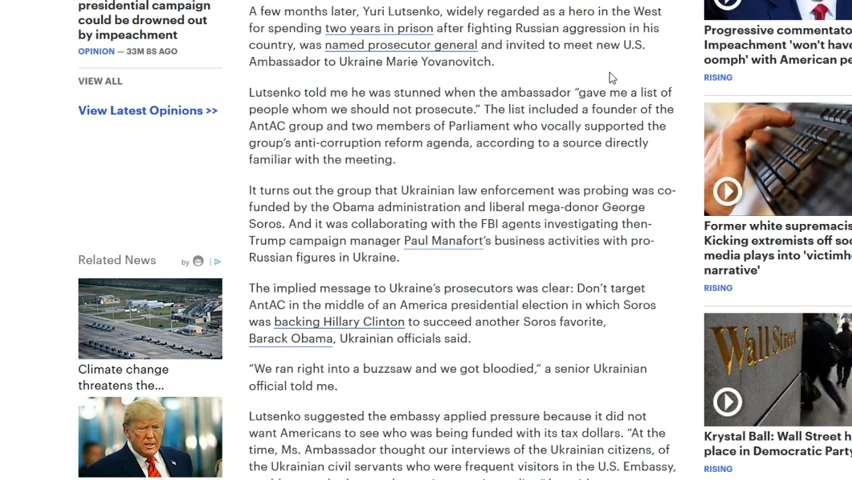 presidential campaign
could be drowned out
by impeachment
OPINION — 33M 8S AGO
VIEW ALL
View Latest Opinions >>
Related News
by
Climate change
threatens the...
A few months later, Yuri Lutsenko, widely regarded as a hero in the West
for spending two years in prison after fighting Russian aggression in his
country, was named prosecutor general and invited to meet new U.S.
Ambassador to Ukraine Marie Yovanovitch.
Lutsenko told me he was stunned when the ambassador “gave me a list of
people whom we should not prosecute.” The list included a founder of the
AntAC group and two members of Parliament who vocally supported the
group’s anti-corruption reform agenda, according to a source directly
familiar with the meeting.
It turns out the group that Ukrainian law enforcement was probing was co-
funded by the Obama administration and liberal mega-donor George
Soros. And it was collaborating with the FBI agents investigating then-
Trump campaign manager Paul Manafort’s business activities with pro-
Russian figures in Ukraine.
The implied message to Ukraine’s prosecutors was clear: Don’t target
AntAC in the middle of an America presidential election in which Soros
was backing Hillary Clinton to succeed another Soros favorite,
Barack Obama, Ukrainian officials said.
“We ran right into a buzzsaw and we got bloodied,” a senior Ukrainian
official told me.
Lutsenko suggested the embassy applied pressure because it did not
want Americans to see who was being funded with its tax dollars. “At the
time, Ms. Ambassador thought our interviews of the Ukrainian citizens, of
the Ukrainian civil servants who were frequent visitors in the U.S. Embassy,
Progressive commentato
Impeachment 'won't have
oomph' with American pe
RISING
Former white supremacis
Kicking extremists off soc
media plays into 'victimh
narrative'
RISING
Wall Street
Krystal Ball: Wall Street h
place in Democratic Party
RISING